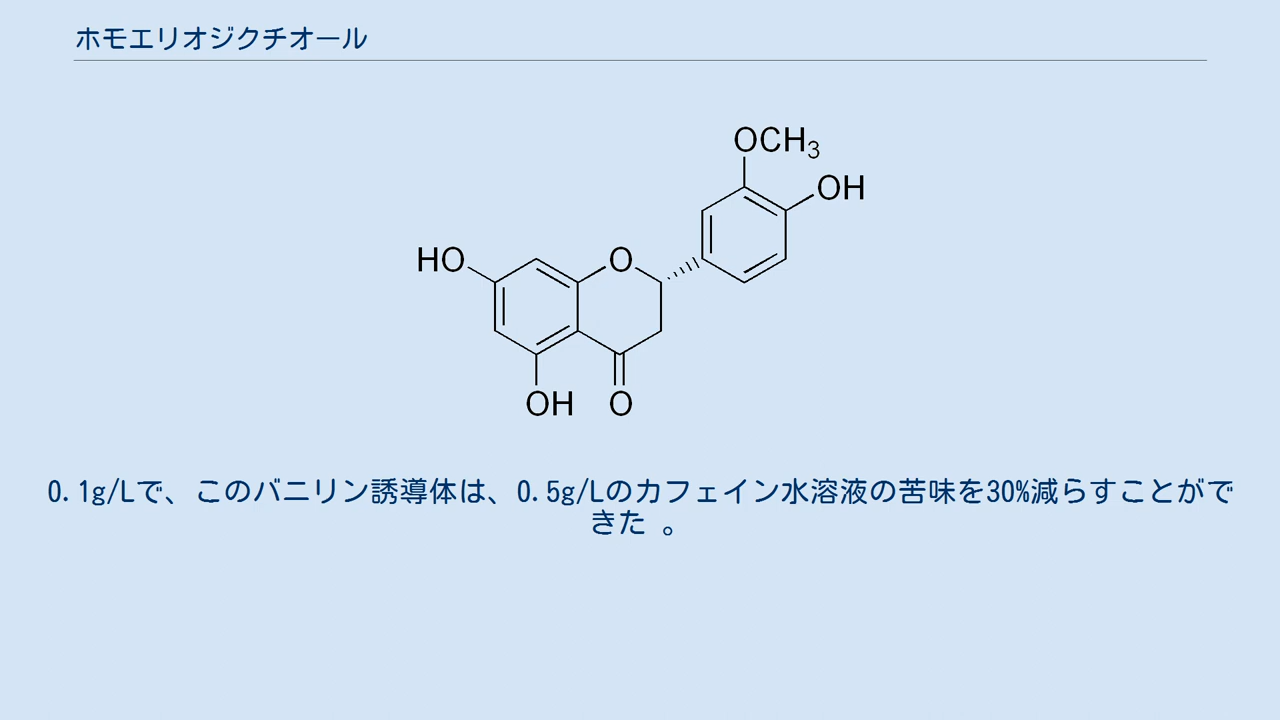 ホモエリオジクチオール
OCH3
OH
HO
O
OH
O
0.1g/Lで、このバニリン誘導体は、0.5g/Lのカフェイン水溶液の苦味を30%減らすことがで
きた 。